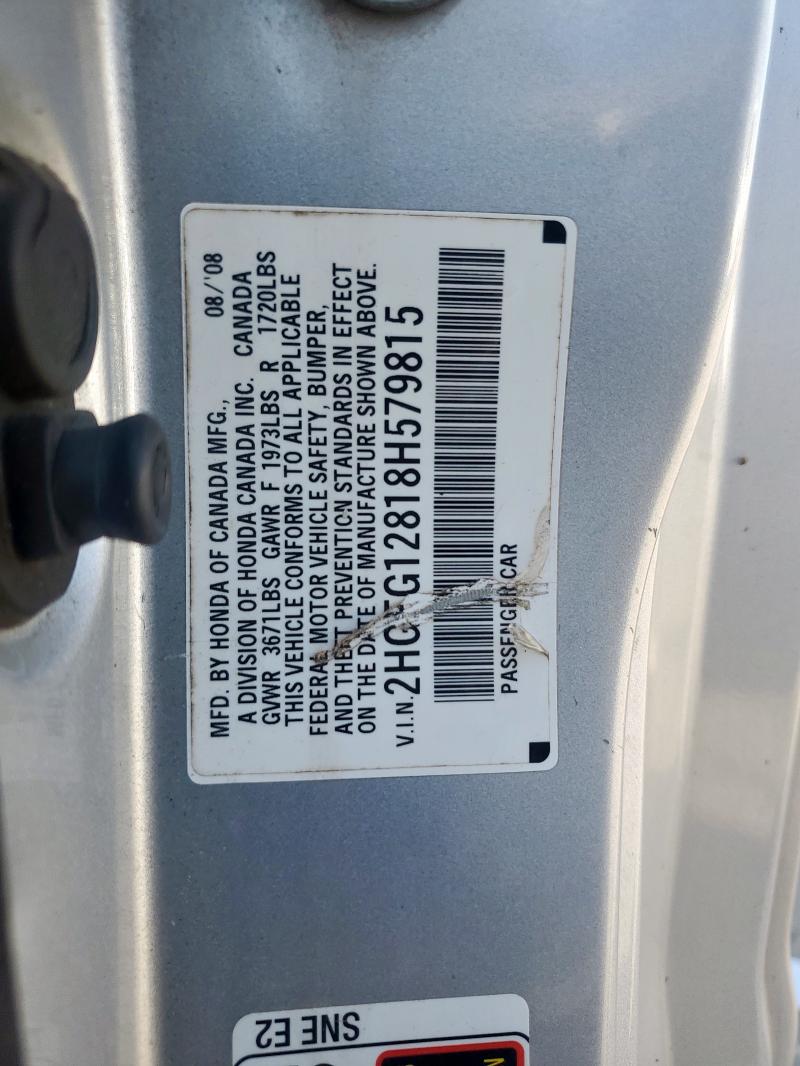 MFD. BY HONDA OF CANADA MFG., 08/'08
A DIVISION OF HONDA CANADA INC. CANADA
GVWR 3671LBS GAWR F 1973LBS R 1720LBS
THIS VEHICLE CONFORMS TO ALL APPLICABLE
FEDERAL MOTOR VEHICLE SAFETY, BUMPER,
AND THEFT PREVENTION STANDARDS IN EFFECT
ON THE DATE OF MANUFACTURE SHOWN ABOVE.
V.I.N.
PASSENGER CAR
SNE E2